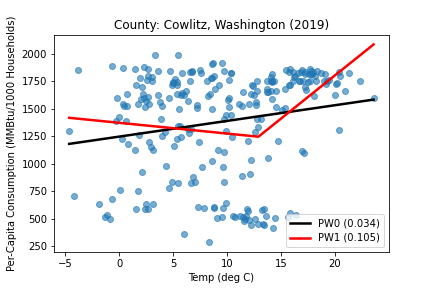 County: Cowlitz, Washington (2019)
Per-Capita Consumption (MMBtu/1000 Households)
2000
1750
1500
1250
1000
750
500
250
−5
0
5
10
15
20
Temp (deg C)
PW0 (0.034)
PW1 (0.105)